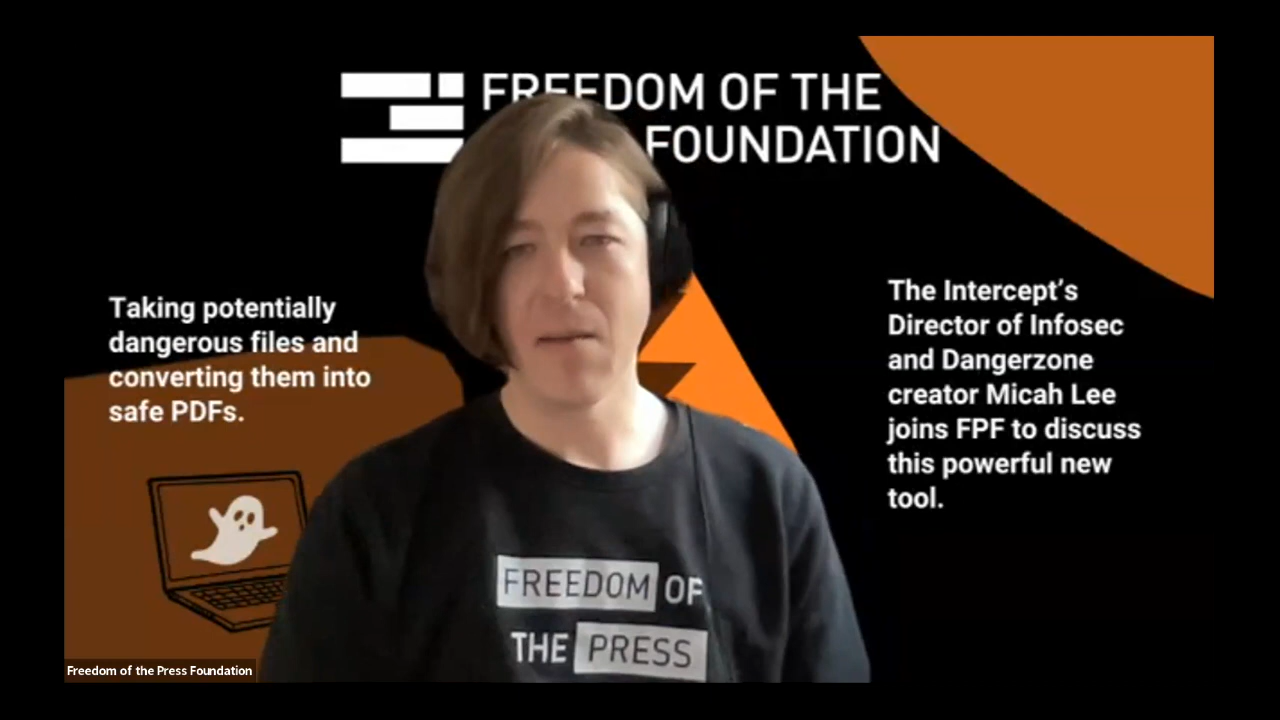 FREEDOM OF THE
FOUNDATION
Taking potentially
dangerous files and
converting them into
safe PDFs.
The Intercept's
Director of Infosec
and Dangerzone
creator Micah Lee
joins FPF to discuss
this powerful new
tool.
FREEDOM OF
THE PRESS
Freedom of the Press Foundation